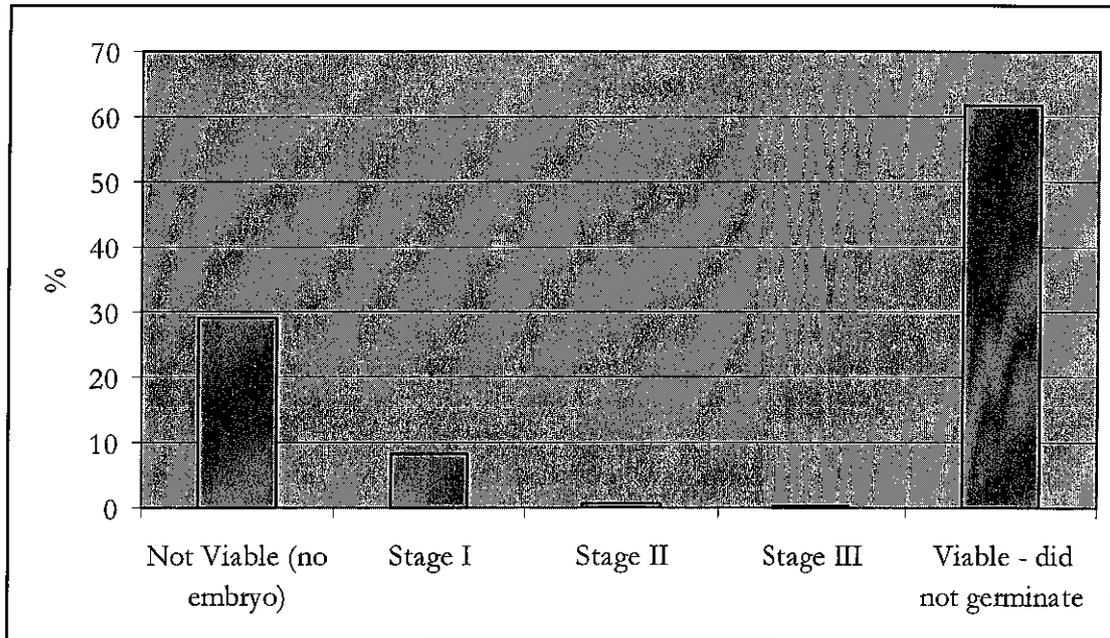 70
60
50
40
30
20
10
0
%
Not Viable (no
embryo)
Stage I
Stage II
Stage III
Viable - did
not germinate